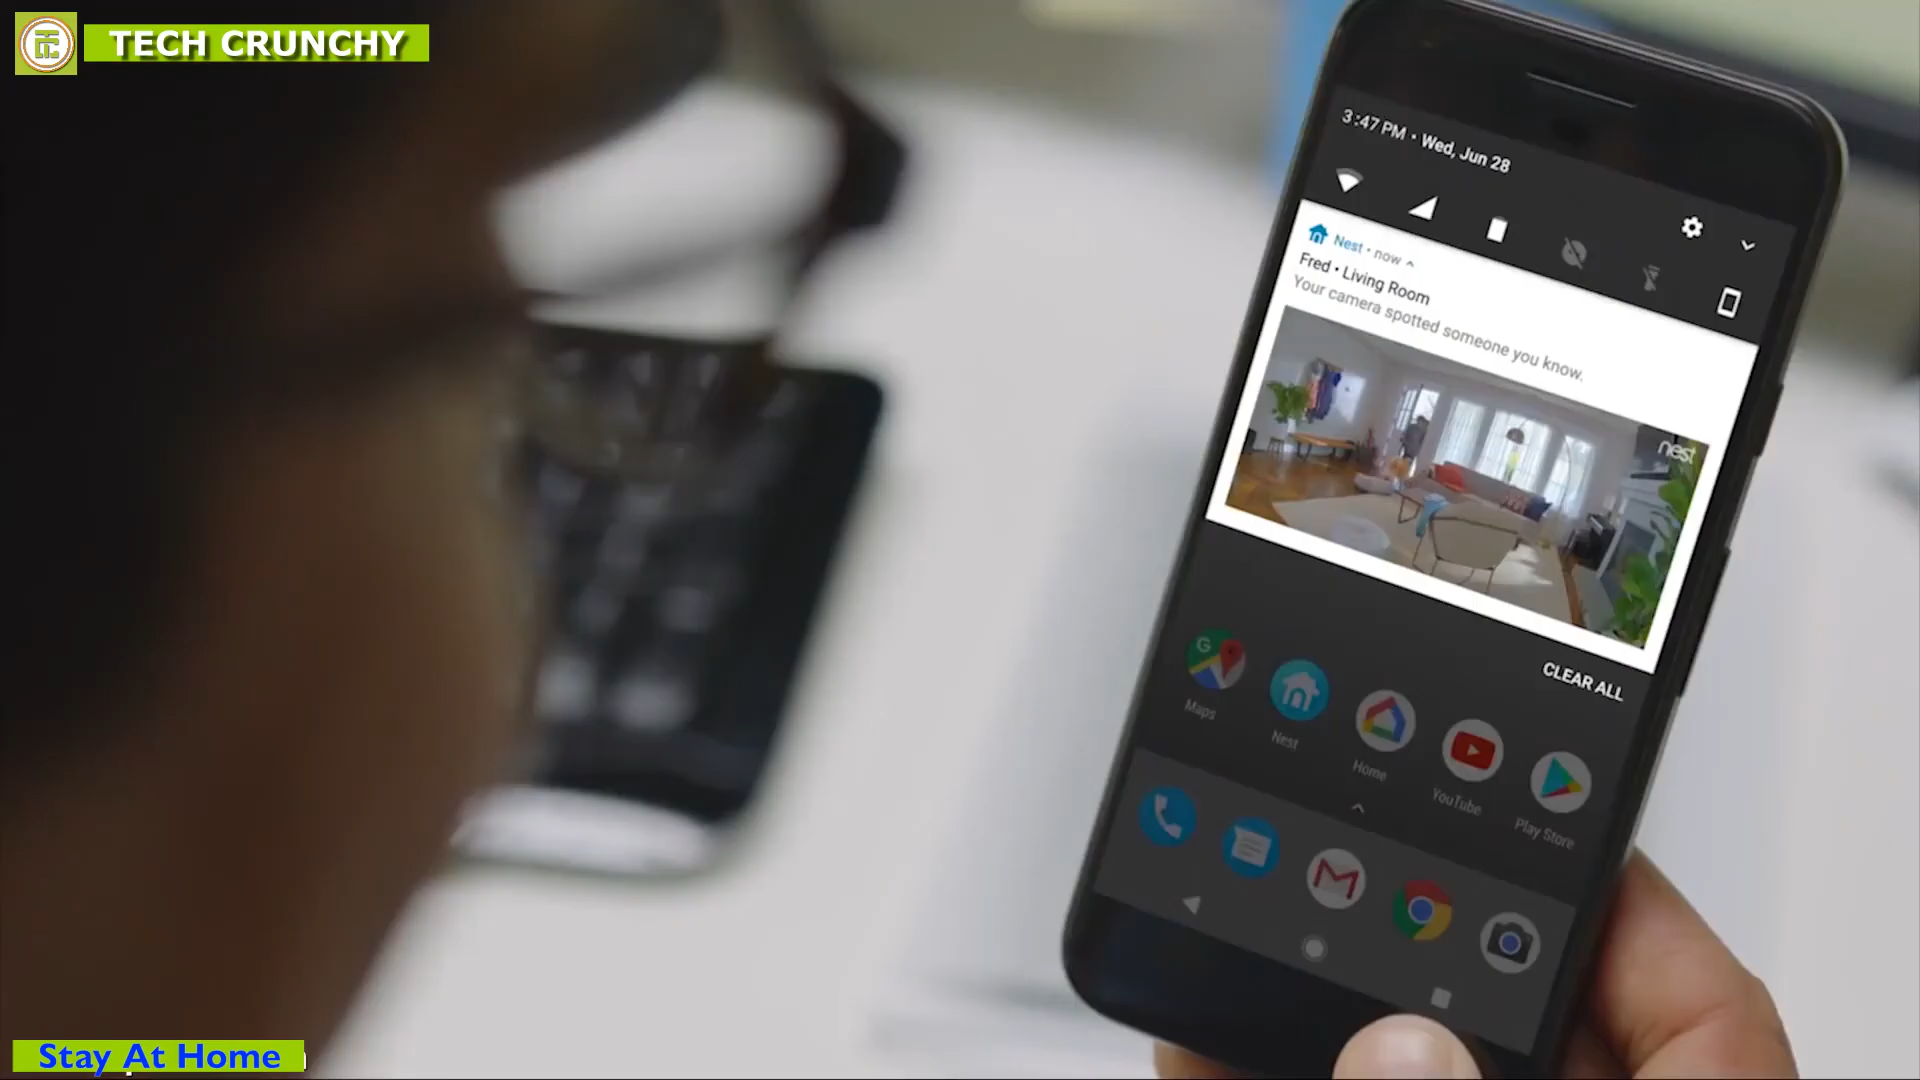 TECH CRUNCHY
3:47 PM • Wed, Jun 28
Nest • now
Fred • Living Room
Your camera spotted someone you know.
nest
CLEAR ALL
G
Maps
Nest
Home
YouTube
Play Store
Stay At Home